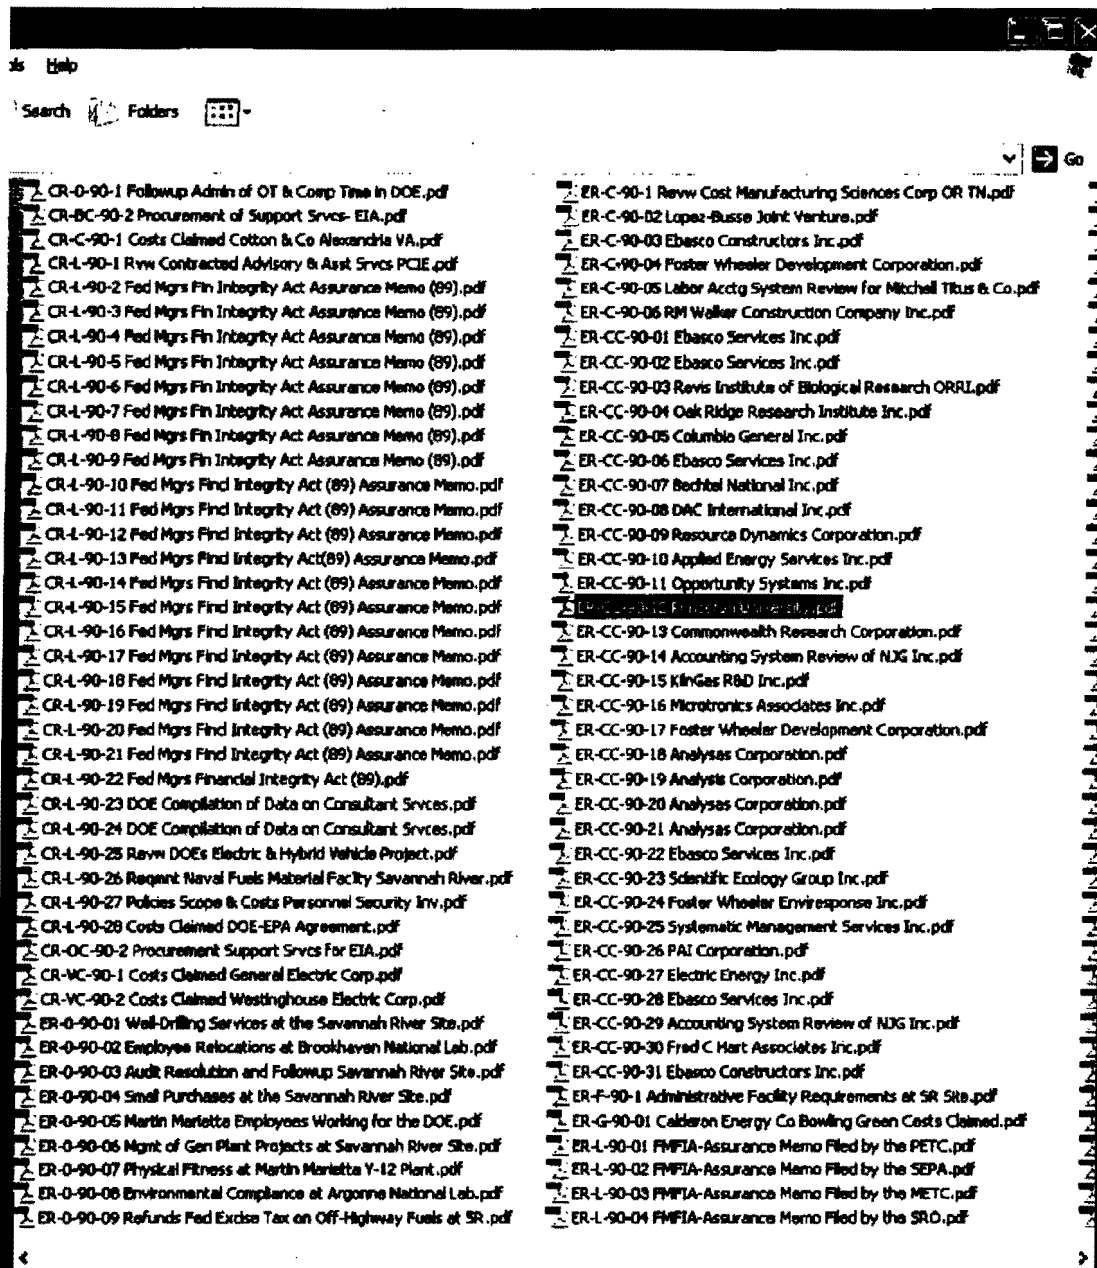 Help
Search Folders
Go
CR-0-90-1 Followup Admin of OT & Comp Time in DOE.pdf
CR-BC-90-2 Procurement of Support Srvcs- EIA.pdf
CR-C-90-1 Costs Claimed Cotton & Co Alexandria VA.pdf
CR-L-90-1 Rvw Contracted Advisory & Asst Srvcs PCIE.pdf
CR-L-90-2 Fed Mgrs Fin Integrity Act Assurance Memo (89).pdf
CR-L-90-3 Fed Mgrs Fin Integrity Act Assurance Memo (89).pdf
CR-L-90-4 Fed Mgrs Fin Integrity Act Assurance Memo (89).pdf
CR-L-90-5 Fed Mgrs Fin Integrity Act Assurance Memo (89).pdf
CR-L-90-6 Fed Mgrs Fin Integrity Act Assurance Memo (89).pdf
CR-L-90-7 Fed Mgrs Fin Integrity Act Assurance Memo (89).pdf
CR-L-90-8 Fed Mgrs Fin Integrity Act Assurance Memo (89).pdf
CR-L-90-9 Fed Mgrs Fin Integrity Act Assurance Memo (89).pdf
CR-L-90-10 Fed Mgrs Fincl Integrity Act (89) Assurance Memo.pdf
CR-L-90-11 Fed Mgrs Fincl Integrity Act (89) Assurance Memo.pdf
CR-L-90-12 Fed Mgrs Fincl Integrity Act (89) Assurance Memo.pdf
CR-L-90-13 Fed Mgrs Fincl Integrity Act(89) Assurance Memo.pdf
CR-L-90-14 Fed Mgrs Fincl Integrity Act (89) Assurance Memo.pdf
CR-L-90-15 Fed Mgrs Fincl Integrity Act (89) Assurance Memo.pdf
CR-L-90-16 Fed Mgrs Fincl Integrity Act (89) Assurance Memo.pdf
CR-L-90-17 Fed Mgrs Fincl Integrity Act (89) Assurance Memo.pdf
CR-L-90-18 Fed Mgrs Fincl Integrity Act (89) Assurance Memo.pdf
CR-L-90-19 Fed Mgrs Fincl Integrity Act (89) Assurance Memo.pdf
CR-L-90-20 Fed Mgrs Fincl Integrity Act (89) Assurance Memo.pdf
CR-L-90-21 Fed Mgrs Fincl Integrity Act (89) Assurance Memo.pdf
CR-L-90-22 Fed Mgrs Financial Integrity Act (89).pdf
CR-L-90-23 DOE Compilation of Data on Consultant Srvces.pdf
CR-L-90-24 DOE Compilation of Data on Consultant Srvces.pdf
CR-L-90-25 Revw DOEs Electric & Hybrid Vehicle Project.pdf
CR-L-90-26 Reqmnt Naval Fuels Material Faclty Savannah River.pdf
CR-L-90-27 Policies Scope & Costs Personnel Security Inv.pdf
CR-L-90-28 Costs Claimed DOE-EPA Agreement.pdf
CR-OC-90-2 Procurement Support Srvcs for EIA.pdf
CR-VC-90-1 Costs Claimed General Electric Corp.pdf
CR-VC-90-2 Costs Claimed Westinghouse Electric Corp.pdf
ER-0-90-01 Well-Drilling Services at the Savannah River Site.pdf
ER-0-90-02 Employee Relocations at Brookhaven National Lab.pdf
ER-0-90-03 Audit Resolution and Followup Savannah River Site.pdf
ER-0-90-04 Small Purchases at the Savannah River Site.pdf
ER-0-90-05 Martin Marietta Employees Working for the DOE.pdf
ER-0-90-06 Mgmt of Gen Plant Projects at Savannah River Site.pdf
ER-0-90-07 Physical Fitness at Martin Marietta Y-12 Plant.pdf
ER-0-90-08 Environmental Compliance at Argonne National Lab.pdf
ER-0-90-09 Refunds Fed Excise Tax on Off-Highway Fuels at SR.pdf
ER-C-90-1 Revw Cost Manufacturing Sciences Corp OR TN.pdf
ER-C-90-02 Lopez-Busse Joint Venture.pdf
ER-C-90-03 Ebasco Constructors Inc.pdf
ER-C-90-04 Foster Wheeler Development Corporation.pdf
ER-C-90-05 Labor Acctg System Review for Mitchell Titus & Co.pdf
ER-C-90-06 RM Walker Construction Company Inc.pdf
ER-CC-90-01 Ebasco Services Inc.pdf
ER-CC-90-02 Ebasco Services Inc.pdf
ER-CC-90-03 Revis Institute of Biological Research ORRI.pdf
ER-CC-90-04 Oak Ridge Research Institute Inc.pdf
ER-CC-90-05 Columbia General Inc.pdf
ER-CC-90-06 Ebasco Services Inc.pdf
ER-CC-90-07 Bechtel National Inc.pdf
ER-CC-90-08 DAC International Inc.pdf
ER-CC-90-09 Resource Dynamics Corporation.pdf
ER-CC-90-10 Applied Energy Services Inc.pdf
ER-CC-90-11 Opportunity Systems Inc.pdf
ER-CC-90-13 Commonwealth Research Corporation.pdf
ER-CC-90-14 Accounting System Review of NJG Inc.pdf
ER-CC-90-15 KilnGas R&D Inc.pdf
ER-CC-90-16 Microtronics Associates Inc.pdf
ER-CC-90-17 Foster Wheeler Development Corporation.pdf
ER-CC-90-18 Analysas Corporation.pdf
ER-CC-90-19 Analysis Corporation.pdf
ER-CC-90-20 Analysas Corporation.pdf
ER-CC-90-21 Analysas Corporation.pdf
ER-CC-90-22 Ebasco Services Inc.pdf
ER-CC-90-23 Scientific Ecology Group Inc.pdf
ER-CC-90-24 Foster Wheeler Enviresponse Inc.pdf
ER-CC-90-25 Systematic Management Services Inc.pdf
ER-CC-90-26 PAI Corporation.pdf
ER-CC-90-27 Electric Energy Inc.pdf
ER-CC-90-28 Ebasco Services Inc.pdf
ER-CC-90-29 Accounting System Review of NJG Inc.pdf
ER-CC-90-30 Fred C Hart Associates Inc.pdf
ER-CC-90-31 Ebasco Constructors Inc.pdf
ER-F-90-1 Administrative Facility Requirements at SR Site.pdf
ER-G-90-01 Calderon Energy Co Bowling Green Costs Claimed.pdf
ER-L-90-01 FMFIA-Assurance Memo Filed by the PETC.pdf
ER-L-90-02 FMFIA-Assurance Memo Filed by the SEPA.pdf
ER-L-90-03 FMFIA-Assurance Memo Filed by the METC.pdf
ER-L-90-04 FMFIA-Assurance Memo Filed by the SRO.pdf